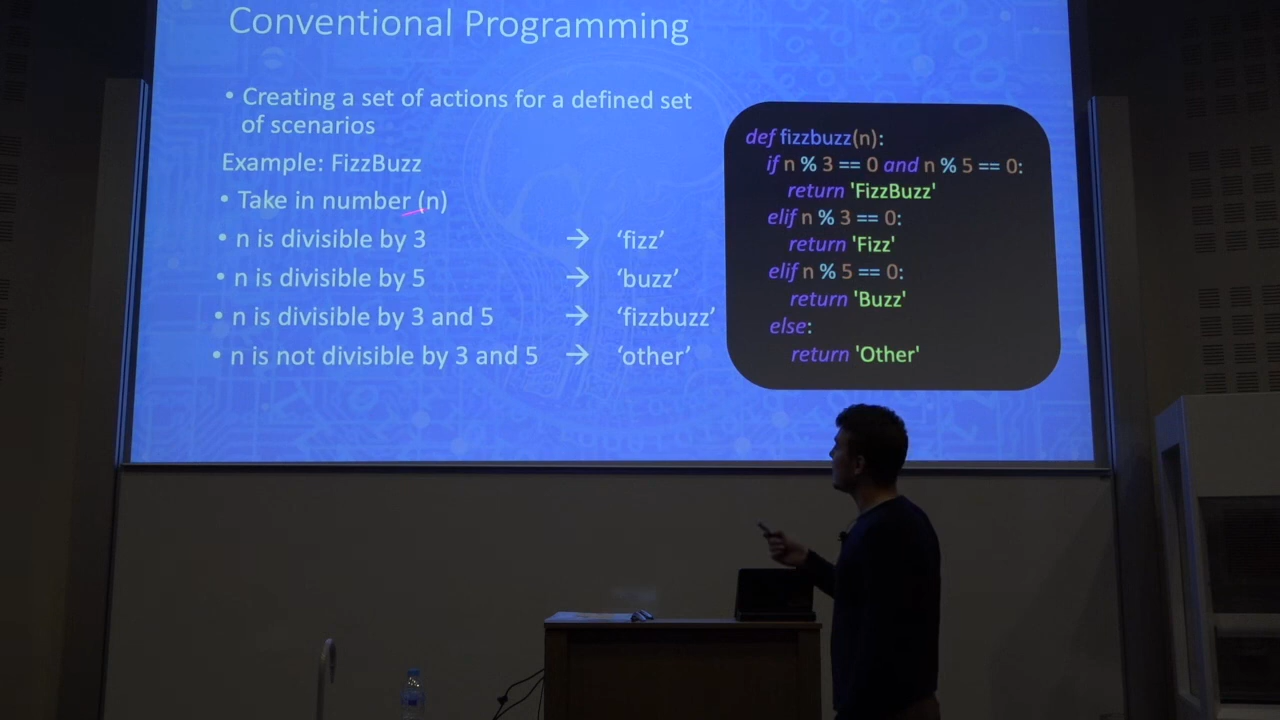 Conventional Programming
• Creating a set of actions for a defined set
of scenarios
Example: FizzBuzz
• Take in number (n)
• n is divisible by 3 → ‘fizz’
• n is divisible by 5 → ‘buzz’
• n is divisible by 3 and 5 → ‘fizzbuzz’
• n is not divisible by 3 and 5 → ‘other’
def fizzbuzz(n):
if n % 3 == 0 and n % 5 == 0:
return 'FizzBuzz'
elif n % 3 == 0:
return 'Fizz'
elif n % 5 == 0:
return 'Buzz'
else:
return 'Other'